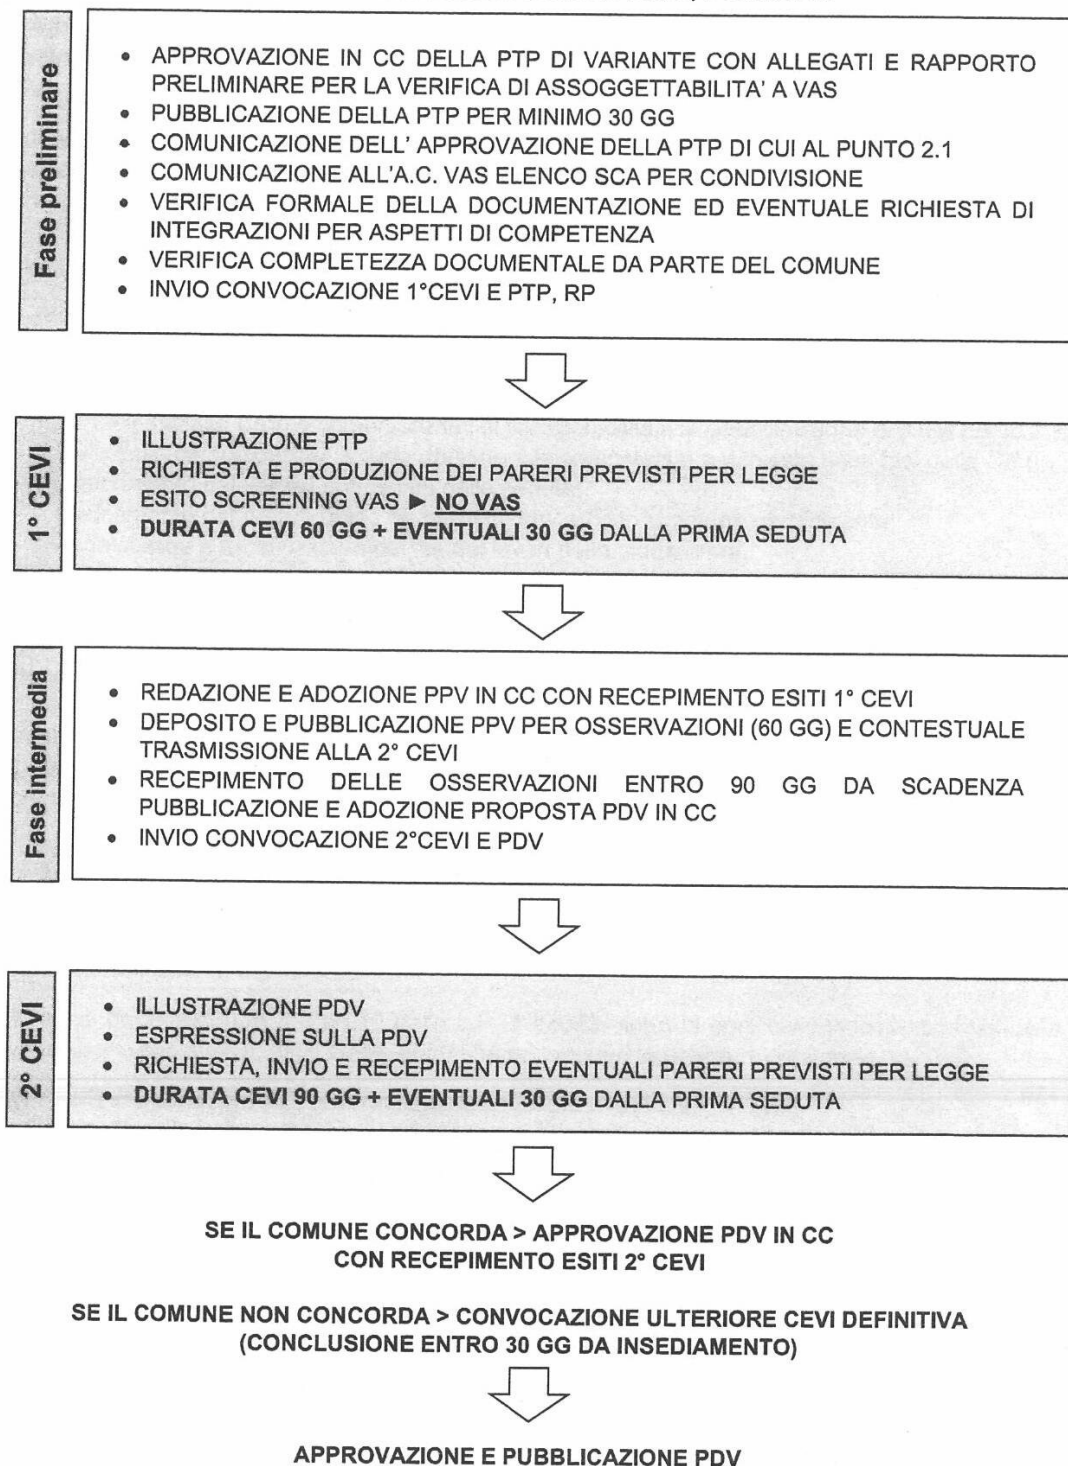 Fase preliminare
• APPROVAZIONE IN CC DELLA PTP DI VARIANTE CON ALLEGATI E RAPPORTO
PRELIMINARE PER LA VERIFICA DI ASSOGGETTABILITA' A VAS
• PUBBLICAZIONE DELLA PTP PER MINIMO 30 GG
• COMUNICAZIONE DELL' APPROVAZIONE DELLA PTP DI CUI AL PUNTO 2.1
• COMUNICAZIONE ALL'A.C. VAS ELENCO SCA PER CONDIVISIONE
• VERIFICA FORMALE DELLA DOCUMENTAZIONE ED EVENTUALE RICHIESTA DI
INTEGRAZIONI PER ASPETTI DI COMPETENZA
• VERIFICA COMPLETEZZA DOCUMENTALE DA PARTE DEL COMUNE
• INVIO CONVOCAZIONE 1°CEVI E PTP, RP
1° CEVI
• ILLUSTRAZIONE PTP
• RICHIESTA E PRODUZIONE DEI PARERI PREVISTI PER LEGGE
• ESITO SCREENING VAS ► NO VAS
• DURATA CEVI 60 GG + EVENTUALI 30 GG DALLA PRIMA SEDUTA
Fase intermedia
• REDAZIONE E ADOZIONE PPV IN CC CON RECEPIMENTO ESITI 1° CEVI
• DEPOSITO E PUBBLICAZIONE PPV PER OSSERVAZIONI (60 GG) E CONTESTUALE
TRASMISSIONE ALLA 2° CEVI
• RECEPIMENTO DELLE OSSERVAZIONI ENTRO 90 GG DA SCADENZA
PUBBLICAZIONE E ADOZIONE PROPOSTA PDV IN CC
• INVIO CONVOCAZIONE 2°CEVI E PDV
2° CEVI
• ILLUSTRAZIONE PDV
• ESPRESSIONE SULLA PDV
• RICHIESTA, INVIO E RECEPIMENTO EVENTUALI PARERI PREVISTI PER LEGGE
• DURATA CEVI 90 GG + EVENTUALI 30 GG DALLA PRIMA SEDUTA
SE IL COMUNE CONCORDA > APPROVAZIONE PDV IN CC
CON RECEPIMENTO ESITI 2° CEVI
SE IL COMUNE NON CONCORDA > CONVOCAZIONE ULTERIORE CEVI DEFINITIVA
(CONCLUSIONE ENTRO 30 GG DA INSEDIAMENTO)
APPROVAZIONE E PUBBLICAZIONE PDV